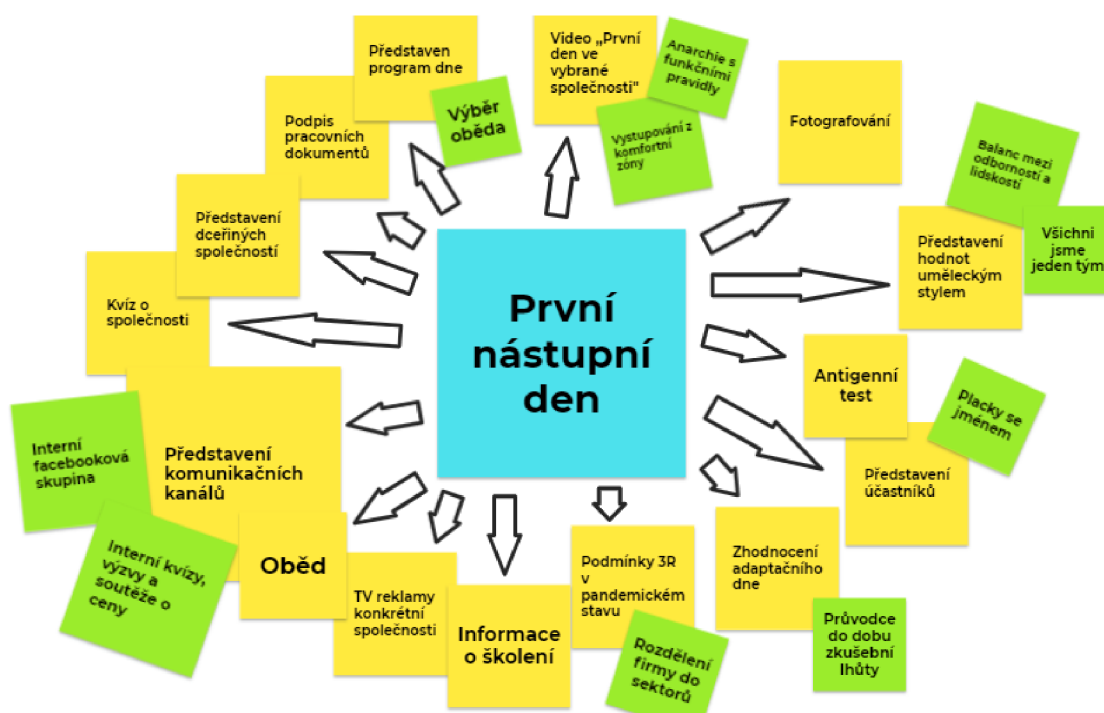 Představen
program dne
Výběr
oběda
Video „První
den ve
vybrané
společnosti"
Anarchie s
funkčními
pravidly
Vystupování z
komfortní
zóny
Fotografování
Balanc mezi
odborností a
lidskostí
Podpis
pracovních
dokumentů
Představení
dceřiných
společností
Představení
hodnot
uměleckým
stylem
Všichni
jsme
jeden tým
Kvíz o
společnosti
První
nástupní
den
Antigenní
test
Placky se
jménem
Představení
účastníků
Interní
facebooková
skupina
Představení
komunikačních
kanálů
Interní kvízy,
výzvy a
soutěže o
ceny
Oběd
TV reklamy
konkrétní
společnosti
Informace
o školení
Podmínky 3R
v
pandemickém
stavu
Rozdělení
firmy do
sektorů
Zhodnocení
adaptačního
dne
Průvodce
do dobu
zkušební
lhůty